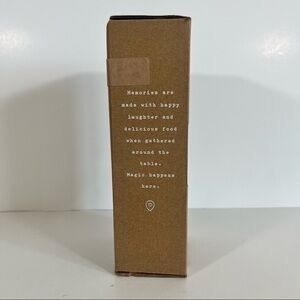 Memories are
made with happy
laughter and
delicious food
when gathered
around the
table.
Magic happens
here.